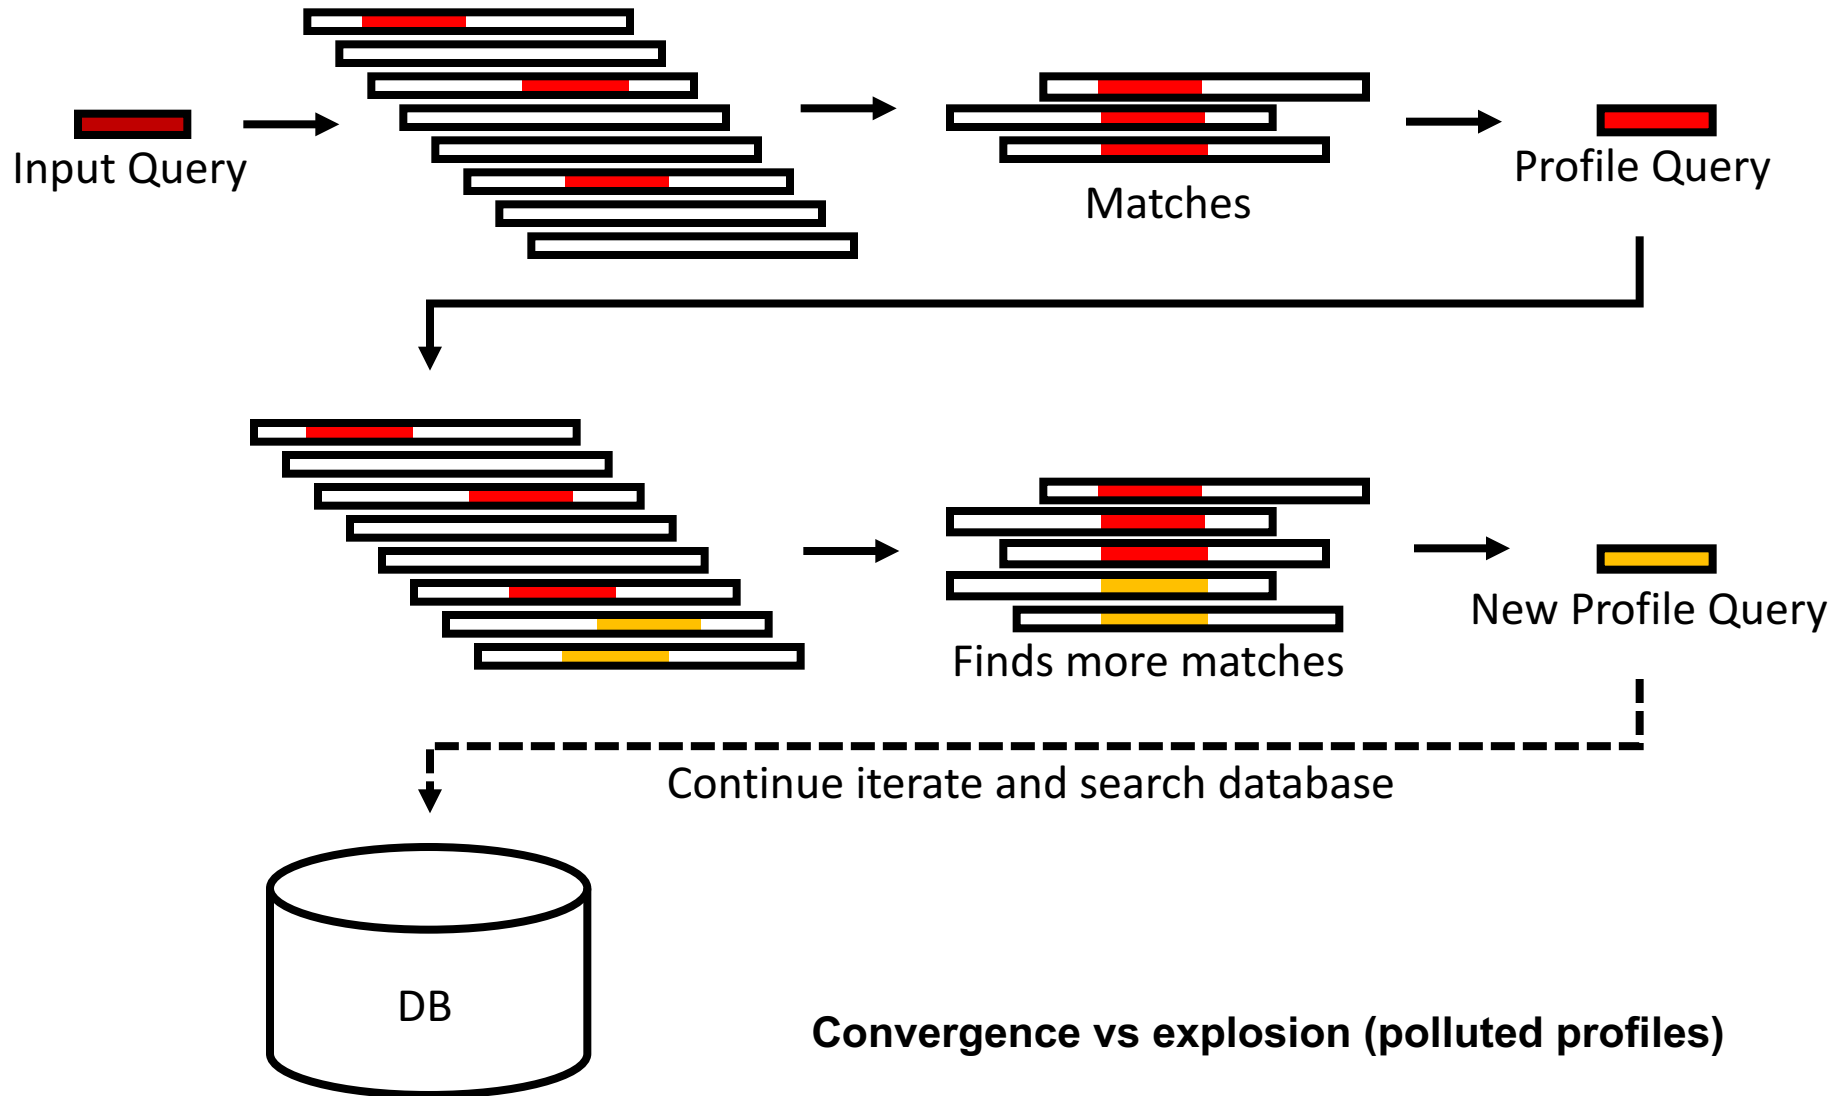 Input Query
Matches
Profile Query
Finds more matches
New Profile Query
Continue iterate and search database
DB
Convergence vs explosion (polluted profiles)